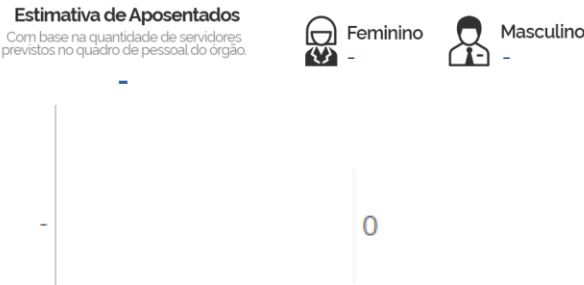 Estimativa de Aposentados
Com base na quantidade de servidores
previstos no quadro de pessoal do órgão.
-
Feminino
-
Masculino
-
-
0